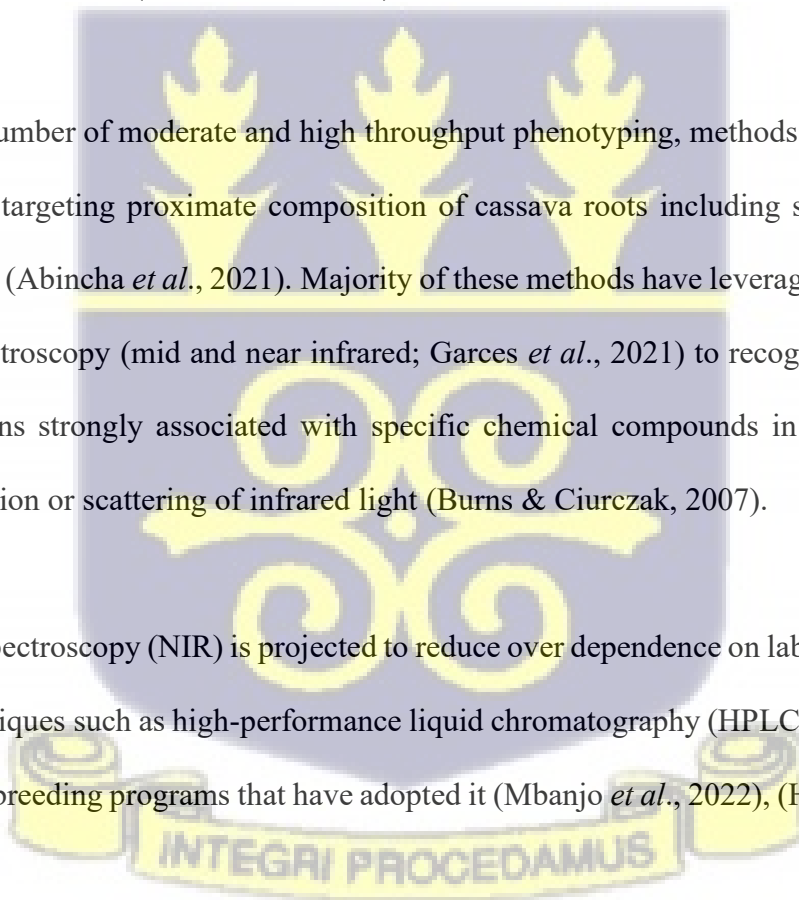 umber of moderate and high throughput phenotyping, methods
targeting proximate composition of cassava roots including s
(Abincha et al., 2021). Majority of these methods have leverag
troscopy (mid and near infrared; Garces et al., 2021) to recog
ns strongly associated with specific chemical compounds in
ion or scattering of infrared light (Burns & Ciurczak, 2007).
pectroscopy (NIR) is projected to reduce over dependence on lab
iques such as high-performance liquid chromatography (HPLC
breeding programs that have adopted it (Mbanjo et al., 2022), (H
INTEGRI PROCEDAMUS